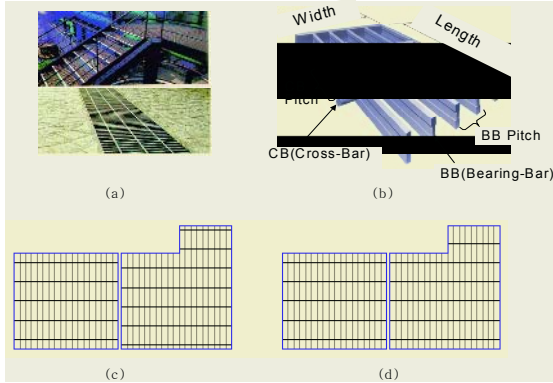 Width
Length
Pitch
BB Pitch
CB(Cross-Bar)
BB(Bearing-Bar)
(a)
(b)
(c)
(d)